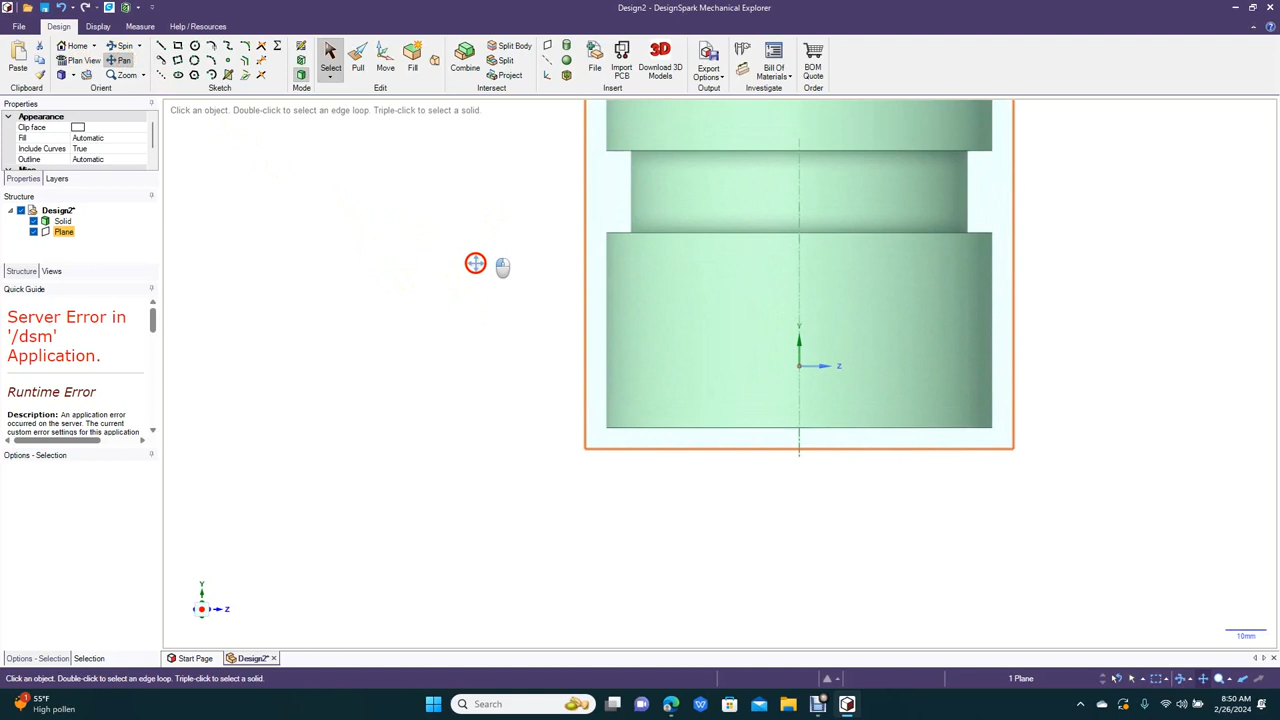 Design2* - DesignSpark Mechanical Explorer
File Design Display Measure Help / Resources
Paste
Home Spin
Plan View Pan
Zoom
Select Pull Move Fill
Combine
Split Body
Split
Project
File Import PCB Download 3D Models
3D
Export Options
Bill Of Materials
BOM Quote
Clipboard Orient Sketch Mode Edit Intersect Insert Output Investigate Order
Properties
Appearance
Clip face
Fill Automatic
Include Curves True
Outline Automatic
Properties Layers
Structure
Design2*
Solid
Plane
Structure Views
Quick Guide
Server Error in
'/dsm'
Application.
Runtime Error
Description: An application error
occurred on the server. The current
custom error settings for this application
Options - Selection
Click an object. Double-click to select an edge loop. Triple-click to select a solid.
Y
Z
Y
Z
10mm
Options - Selection Selection
Start Page Design2*
Click an object. Double-click to select an edge loop. Triple-click to select a solid.
1 Plane
55°F
High pollen
Search
8:50 AM
2/26/2024